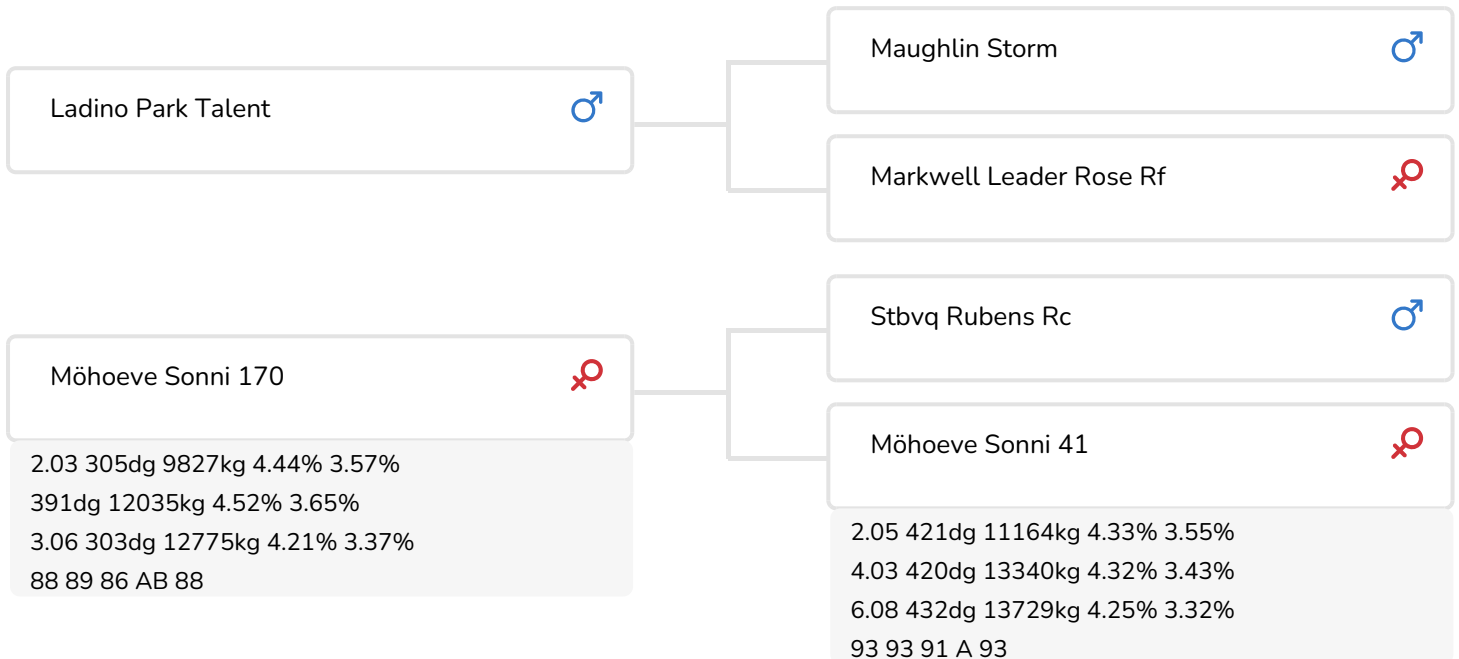 Ladino Park Talent
Maughlin Storm
Markwell Leader Rose Rf
Möhoeve Sonni 170
2.03 305dg 9827kg 4.44% 3.57%
391dg 12035kg 4.52% 3.65%
3.06 303dg 12775kg 4.21% 3.37%
88 89 86 AB 88
Stbvq Rubens Rc
Möhoeve Sonni 41
2.05 421dg 11164kg 4.33% 3.55%
4.03 420dg 13340kg 4.32% 3.43%
6.08 432dg 13729kg 4.25% 3.32%
93 93 91 A 93